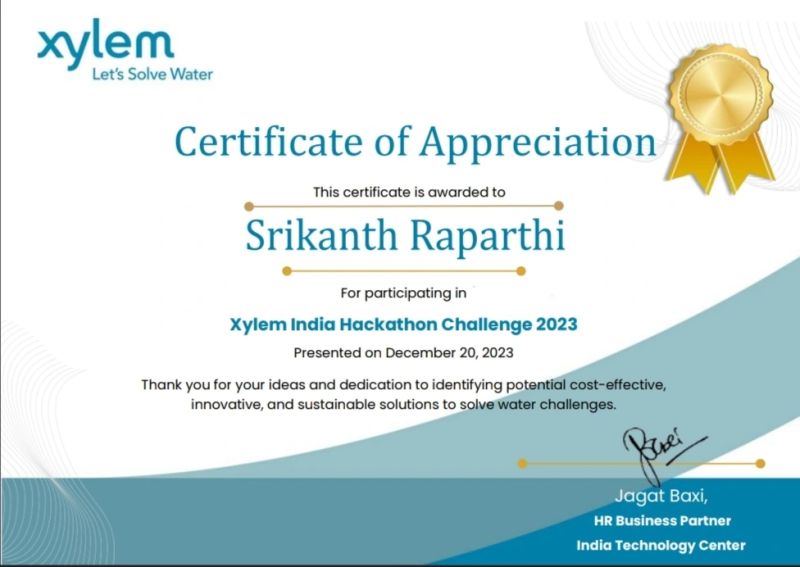 xylem
Let's Solve Water
Certificate of Appreciation
This certificate is awarded to
Srikanth Raparthi
For participating in
Xylem India Hackathon Challenge 2023
Presented on December 20, 2023
Thank you for your ideas and dedication to identifying potential cost-effective,
innovative, and sustainable solutions to solve water challenges.
Jagat Baxi,
HR Business Partner
India Technology Center